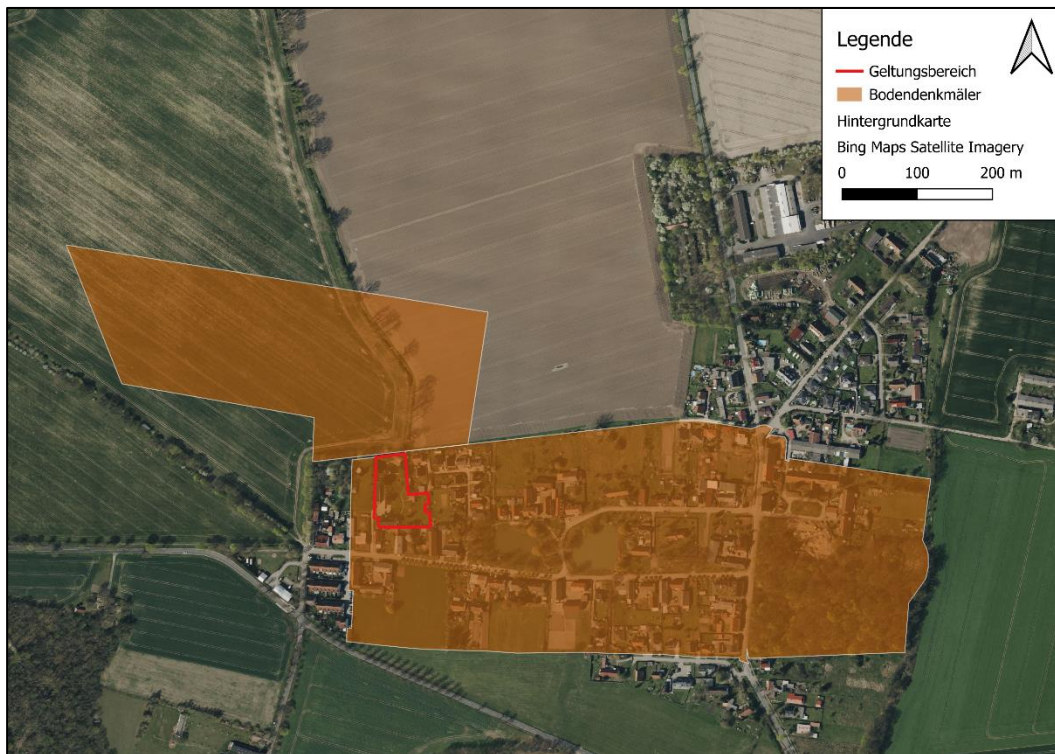 Legende
Geltungsbereich
Bodendenkmäler
Hintergrundkarte
Bing Maps Satellite Imagery
0 100 200 m